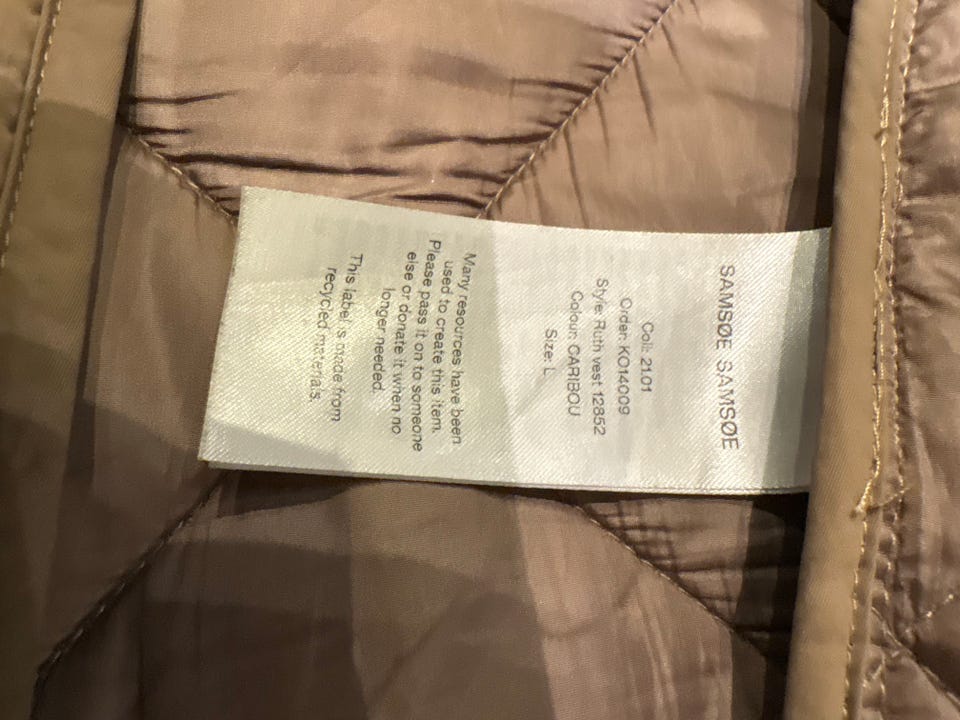 SAMSØE SAMSØE
Coll: 2101
Order: KO14009
Style: Ruth vest 12852
Colour: CARIBOU
Size: L
Many resources have been
used to create this item.
Please pass it on to someone
else or donate it when no
longer needed.
This label is made from
recycled materials.